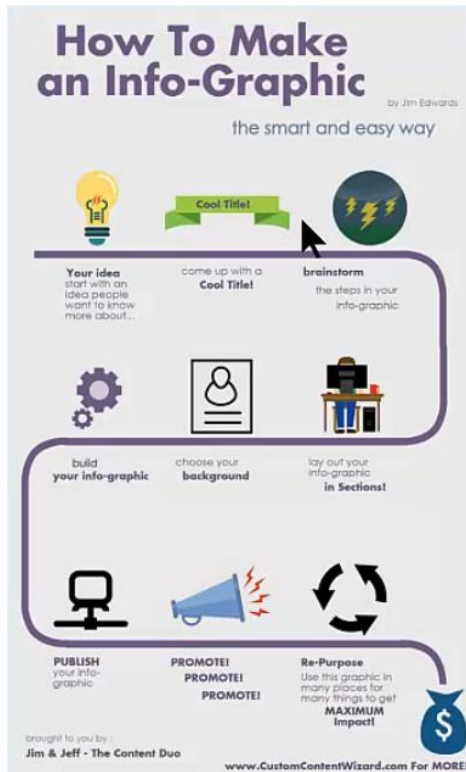 How To Make
an Info-Graphic
by Jim Edwards
the smart and easy way
Cool Title!
Your idea
start with an
idea people
want to know
more about...
come up with a
Cool Title!
brainstorm
the steps in your
info-graphic
build
your info-graphic
choose your
background
lay out your
info-graphic
in Sections!
PUBLISH
your info-
graphic
PROMOTE!
PROMOTE!
PROMOTE!
Re-Purpose
Use this graphic in
many places for
many things to get
MAXIMUM
Impact!
$
brought to you by :
Jim & Jeff - The Content Duo
www.CustomContentWizard.com For MORE!